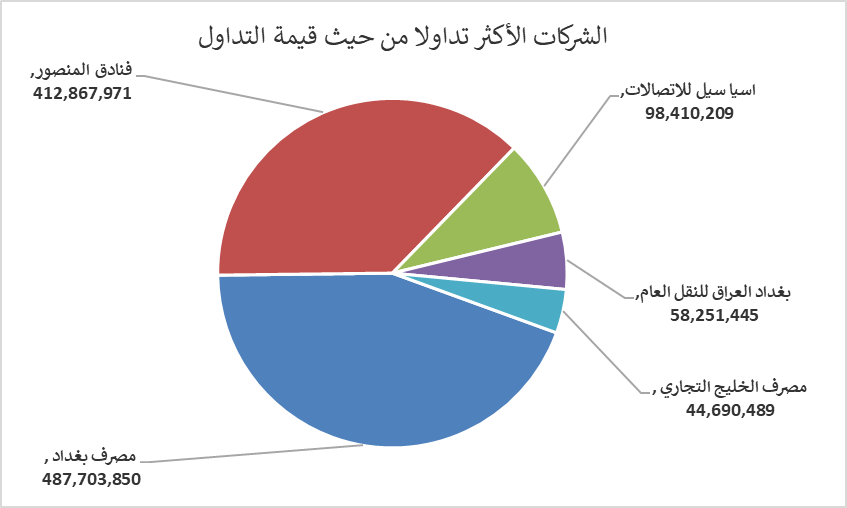 الشركات الأكثر تداولا من حيث قيمة التداول
فنادق المنصور,
412,867,971
اسيا سيل للاتصالات,
98,410,209
بغداد العراق للنقل العام,
58,251,445
مصرف الخليج التجاري ,
44,690,489
مصرف بغداد ,
487,703,850